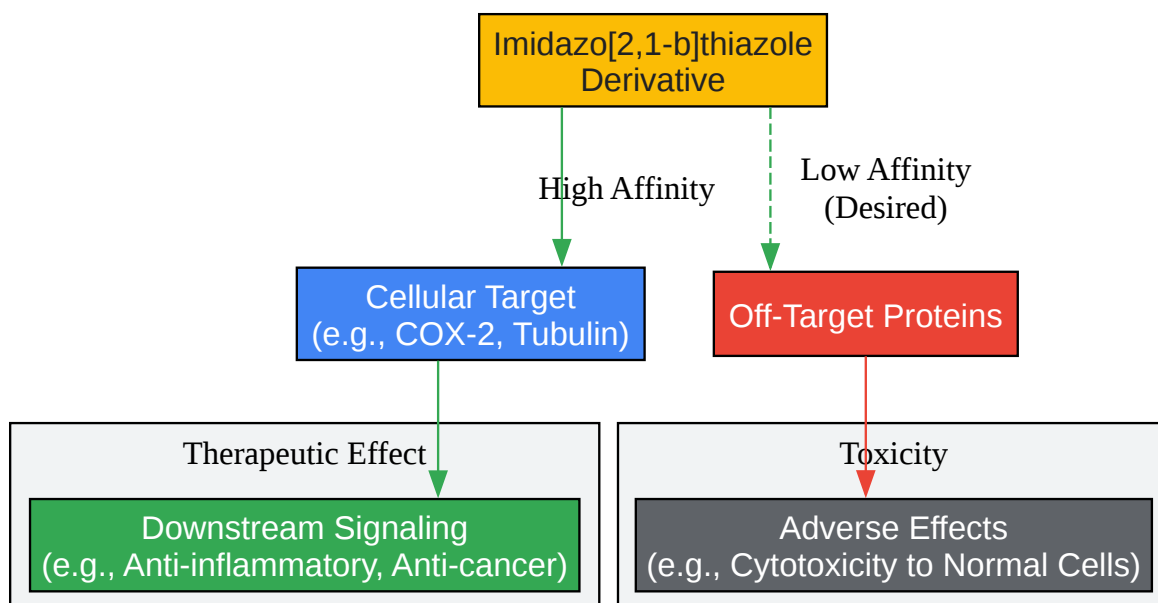 Imidazo[2,1-b]thiazole
Derivative
High Affinity
Low Affinity
(Desired)
Cellular Target
(e.g., COX-2, Tubulin)
Off-Target Proteins
Therapeutic Effect
Downstream Signaling
(e.g., Anti-inflammatory, Anti-cancer)
Toxicity
Adverse Effects
(e.g., Cytotoxicity to Normal Cells)